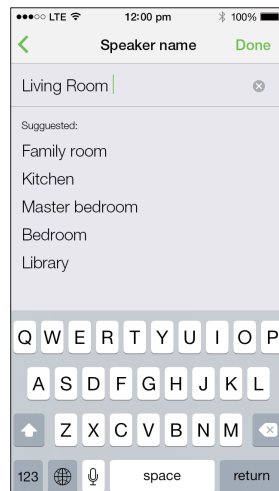 LTE 12:00 pm 100%
Speaker name Done
Living Room
Sugguested:
Family room
Kitchen
Master bedroom
Bedroom
Library
Q W E R T Y U I O P
A S D F G H J K L
Z X C V B N M
123 space return